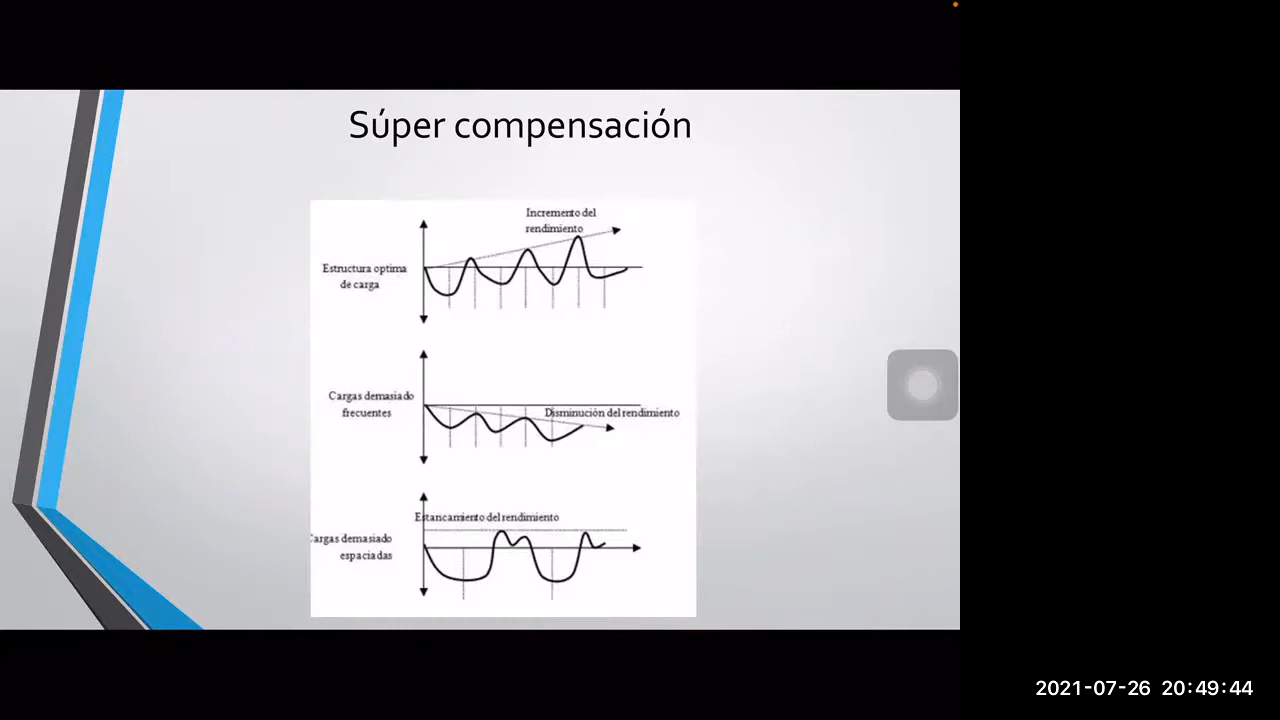 Súper compensación
Incremento del
rendimiento
Estructura optima
de carga
Cargas demasiado
frecuentes
Disminución del rendimiento
Estancamiento del rendimiento
Cargas demasiado
espaciadas
2021-07-26 20:49:44